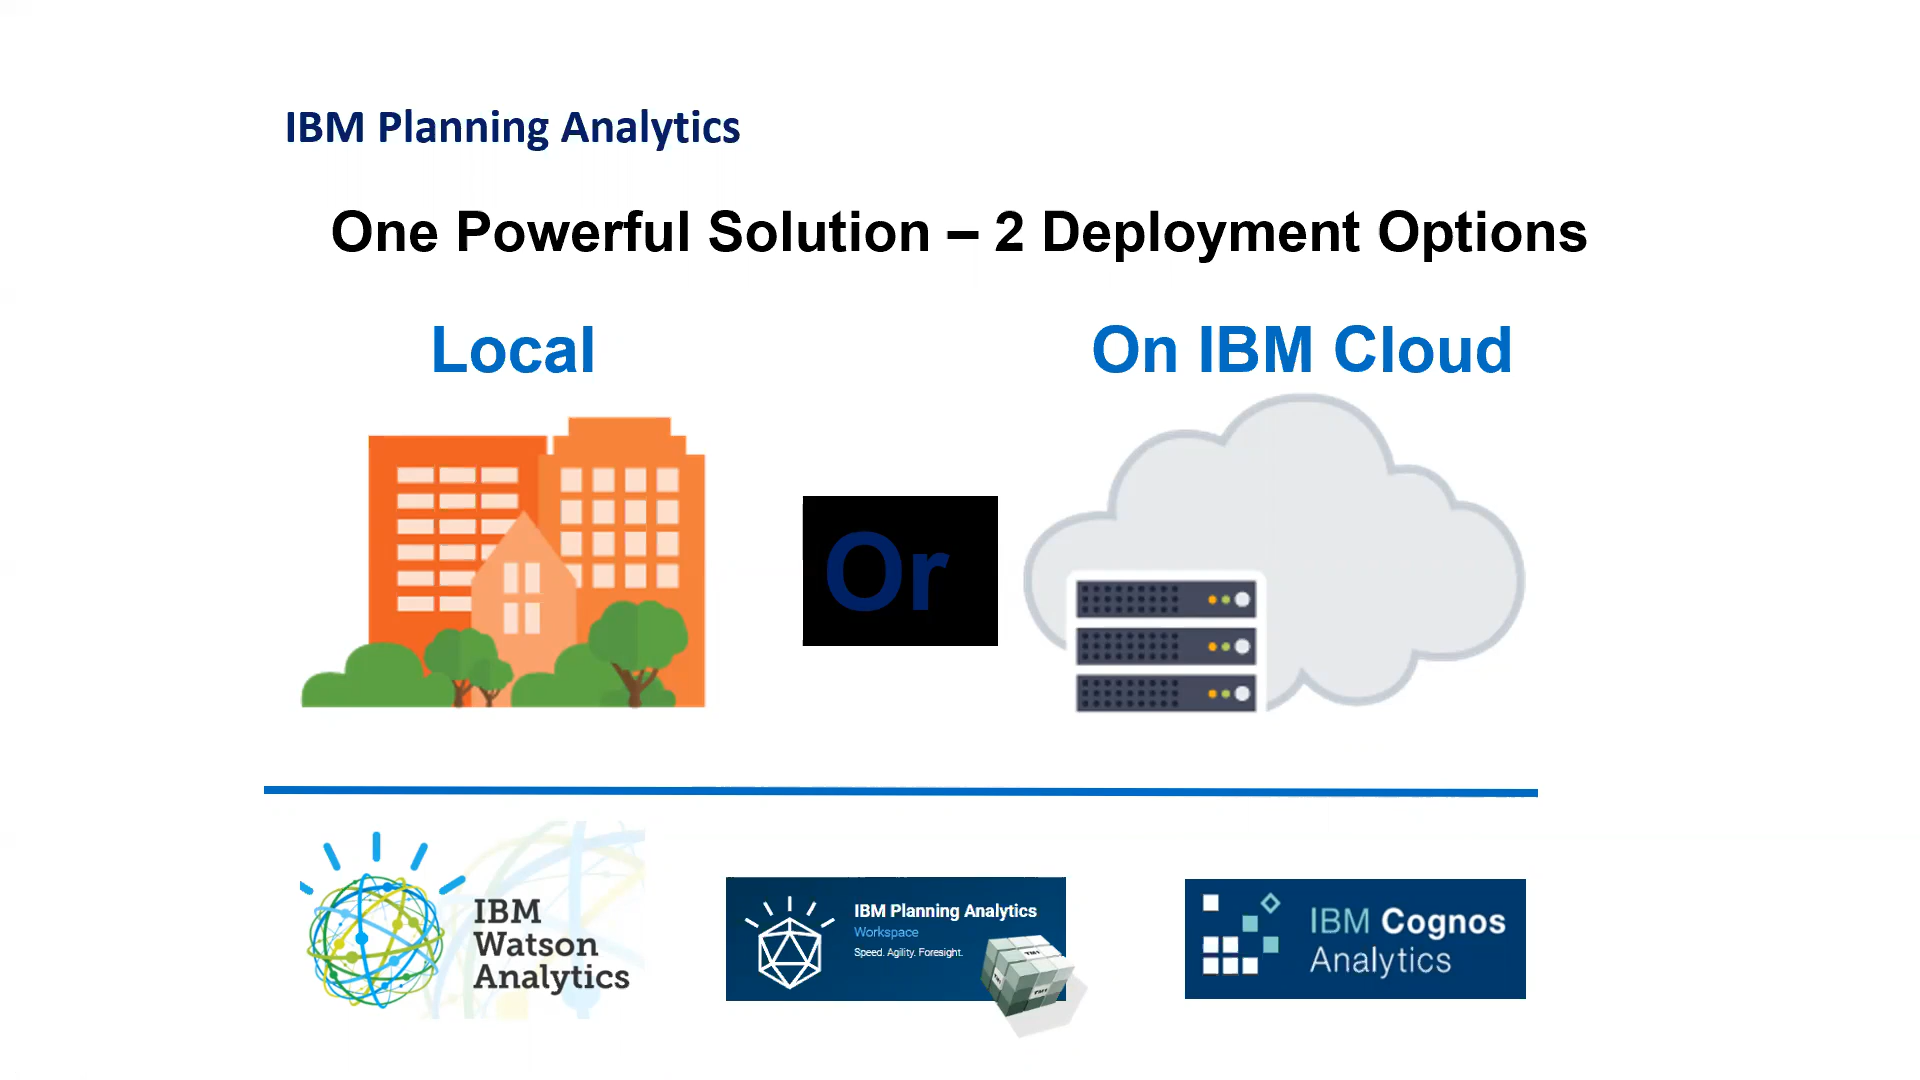 IBM Planning Analytics
One Powerful Solution – 2 Deployment Options
Local
On IBM Cloud
Or
IBM
Watson
Analytics
IBM Planning Analytics
Workspace
Speed. Agility. Foresight.
IBM Cognos
Analytics